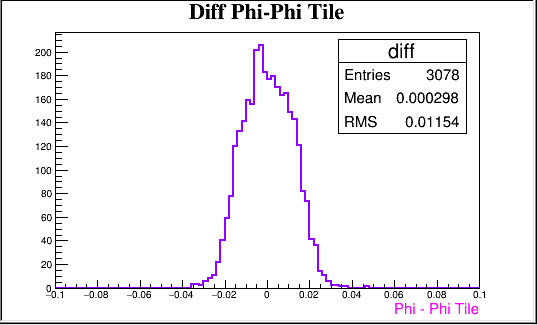 Diff Phi-Phi Tile
diff
Entries 3078
Mean 0.000298
RMS 0.01154
200
180
160
140
120
100
80
60
40
20
0
−0.1 −0.08 −0.06 −0.04 −0.02 0 0.02 0.04 0.06 0.08 0.1
Phi - Phi Tile